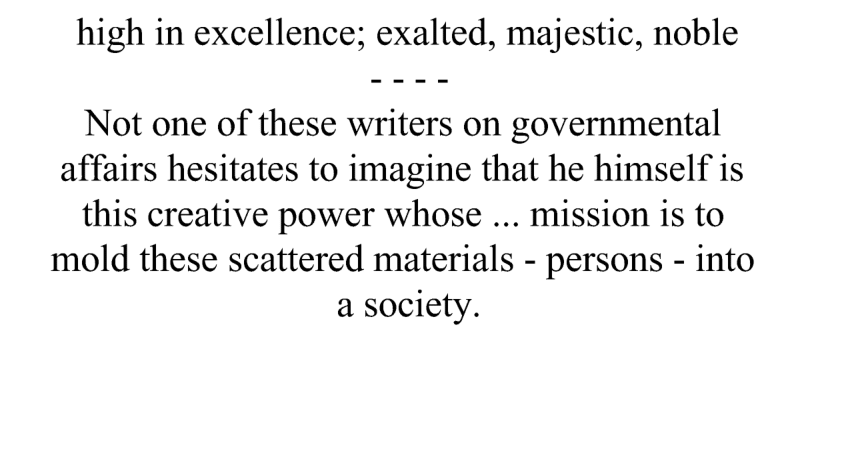 high in excellence; exalted, majestic, noble
- - - -
Not one of these writers on governmental
affairs hesitates to imagine that he himself is
this creative power whose ... mission is to
mold these scattered materials - persons - into
a society.